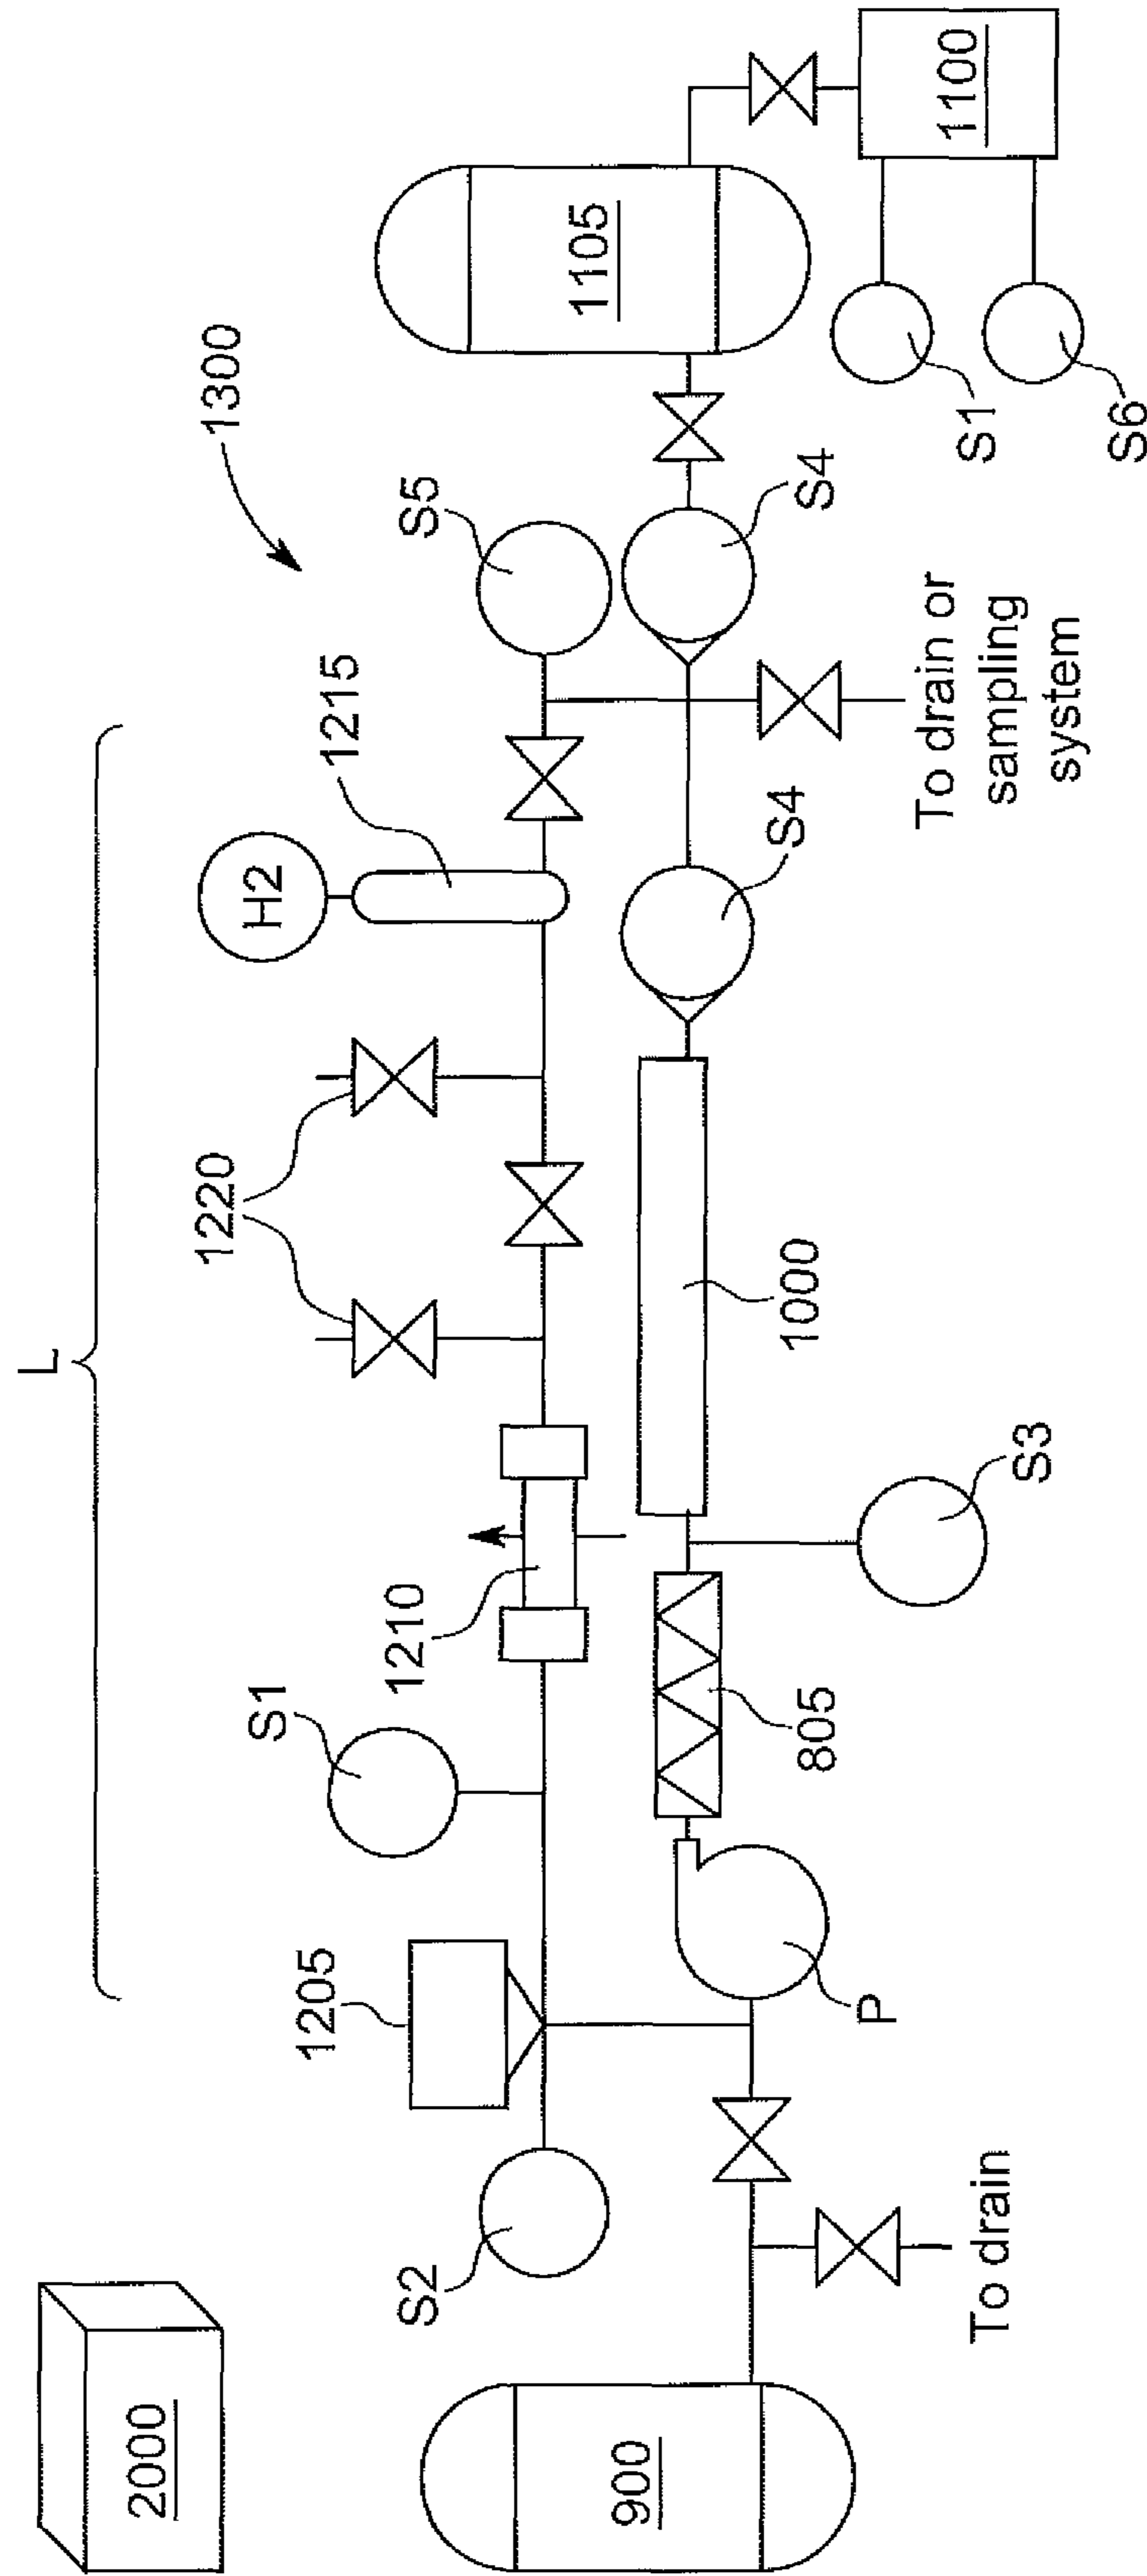 L
1300
2000
1205
S1
1210
1220
H2
1215
S5
S2
1105
1100
S4
S4
S1
S6
900
To drain
P
805
S3
1000
To drain or
sampling
system